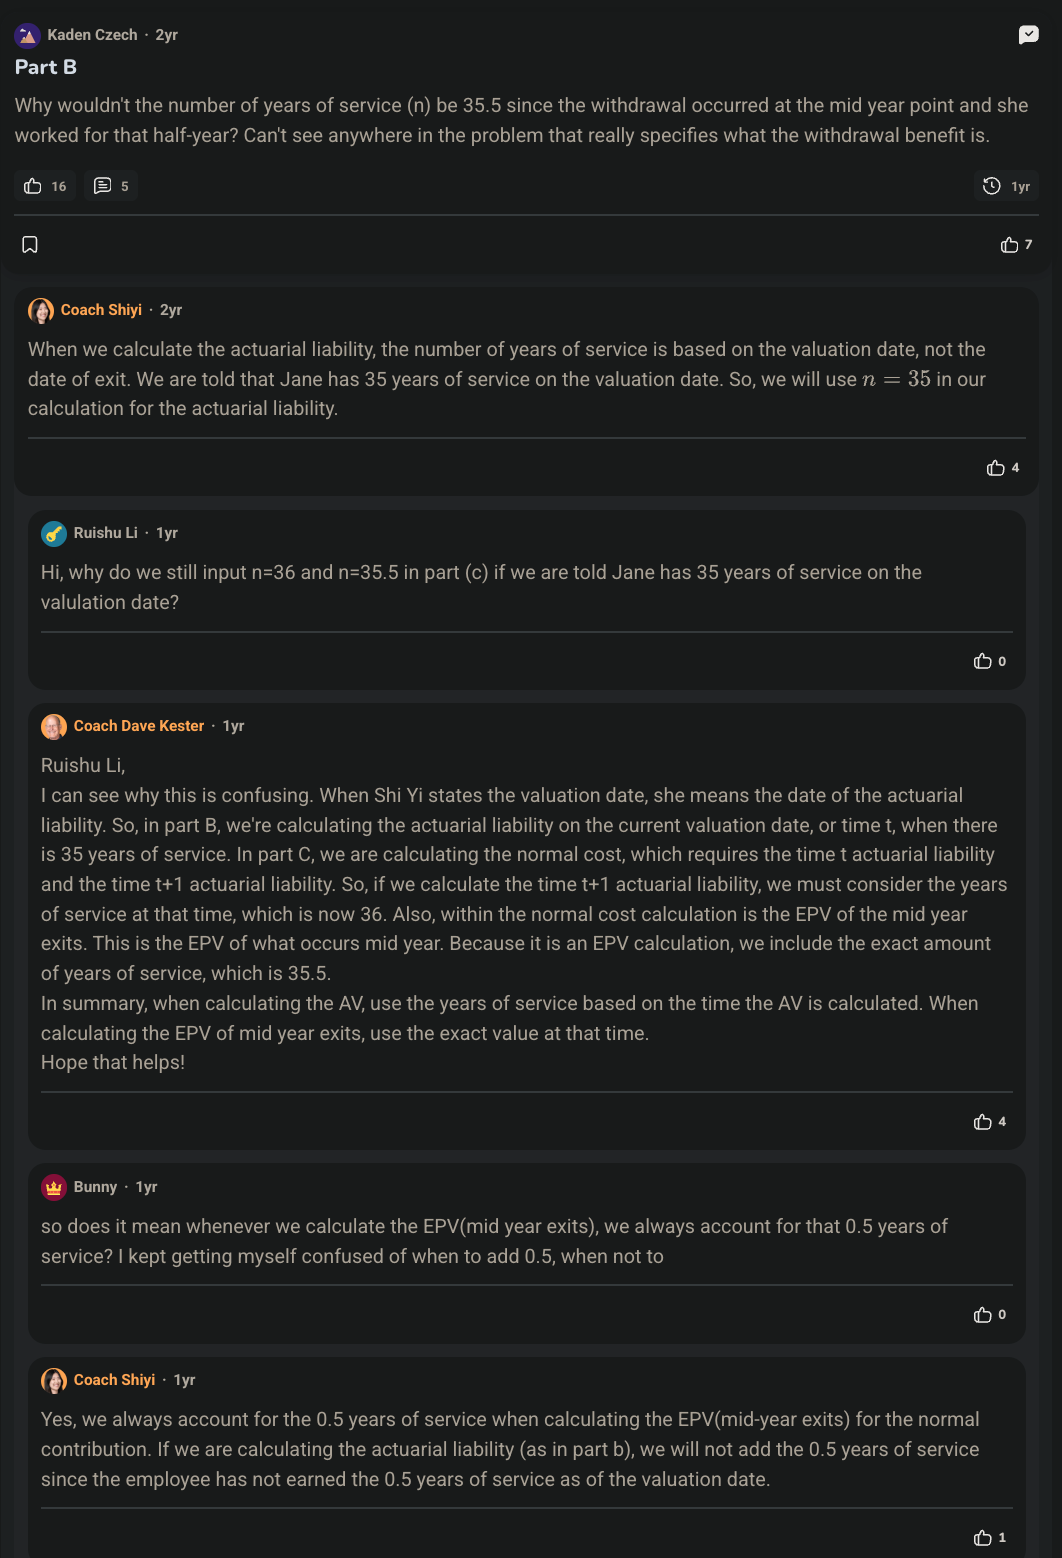 Kaden Czech · 2yr
Part B
Why wouldn't the number of years of service (n) be 35.5 since the withdrawal occurred at the mid year point and she
worked for that half-year? Can't see anywhere in the problem that really specifies what the withdrawal benefit is.
16 5 1yr
7
Coach Shiyi · 2yr
When we calculate the actuarial liability, the number of years of service is based on the valuation date, not the
date of exit. We are told that Jane has 35 years of service on the valuation date. So, we will use n = 35 in our
calculation for the actuarial liability.
4
Ruishu Li · 1yr
Hi, why do we still input n=36 and n=35.5 in part (c) if we are told Jane has 35 years of service on the
valulation date?
0
Coach Dave Kester · 1yr
Ruishu Li,
I can see why this is confusing. When Shi Yi states the valuation date, she means the date of the actuarial
liability. So, in part B, we're calculating the actuarial liability on the current valuation date, or time t, when there
is 35 years of service. In part C, we are calculating the normal cost, which requires the time t actuarial liability
and the time t+1 actuarial liability. So, if we calculate the time t+1 actuarial liability, we must consider the years
of service at that time, which is now 36. Also, within the normal cost calculation is the EPV of the mid year
exits. This is the EPV of what occurs mid year. Because it is an EPV calculation, we include the exact amount
of years of service, which is 35.5.
In summary, when calculating the AV, use the years of service based on the time the AV is calculated. When
calculating the EPV of mid year exits, use the exact value at that time.
Hope that helps!
4
Bunny · 1yr
so does it mean whenever we calculate the EPV(mid year exits), we always account for that 0.5 years of
service? I kept getting myself confused of when to add 0.5, when not to
0
Coach Shiyi · 1yr
Yes, we always account for the 0.5 years of service when calculating the EPV(mid-year exits) for the normal
contribution. If we are calculating the actuarial liability (as in part b), we will not add the 0.5 years of service
since the employee has not earned the 0.5 years of service as of the valuation date.
1